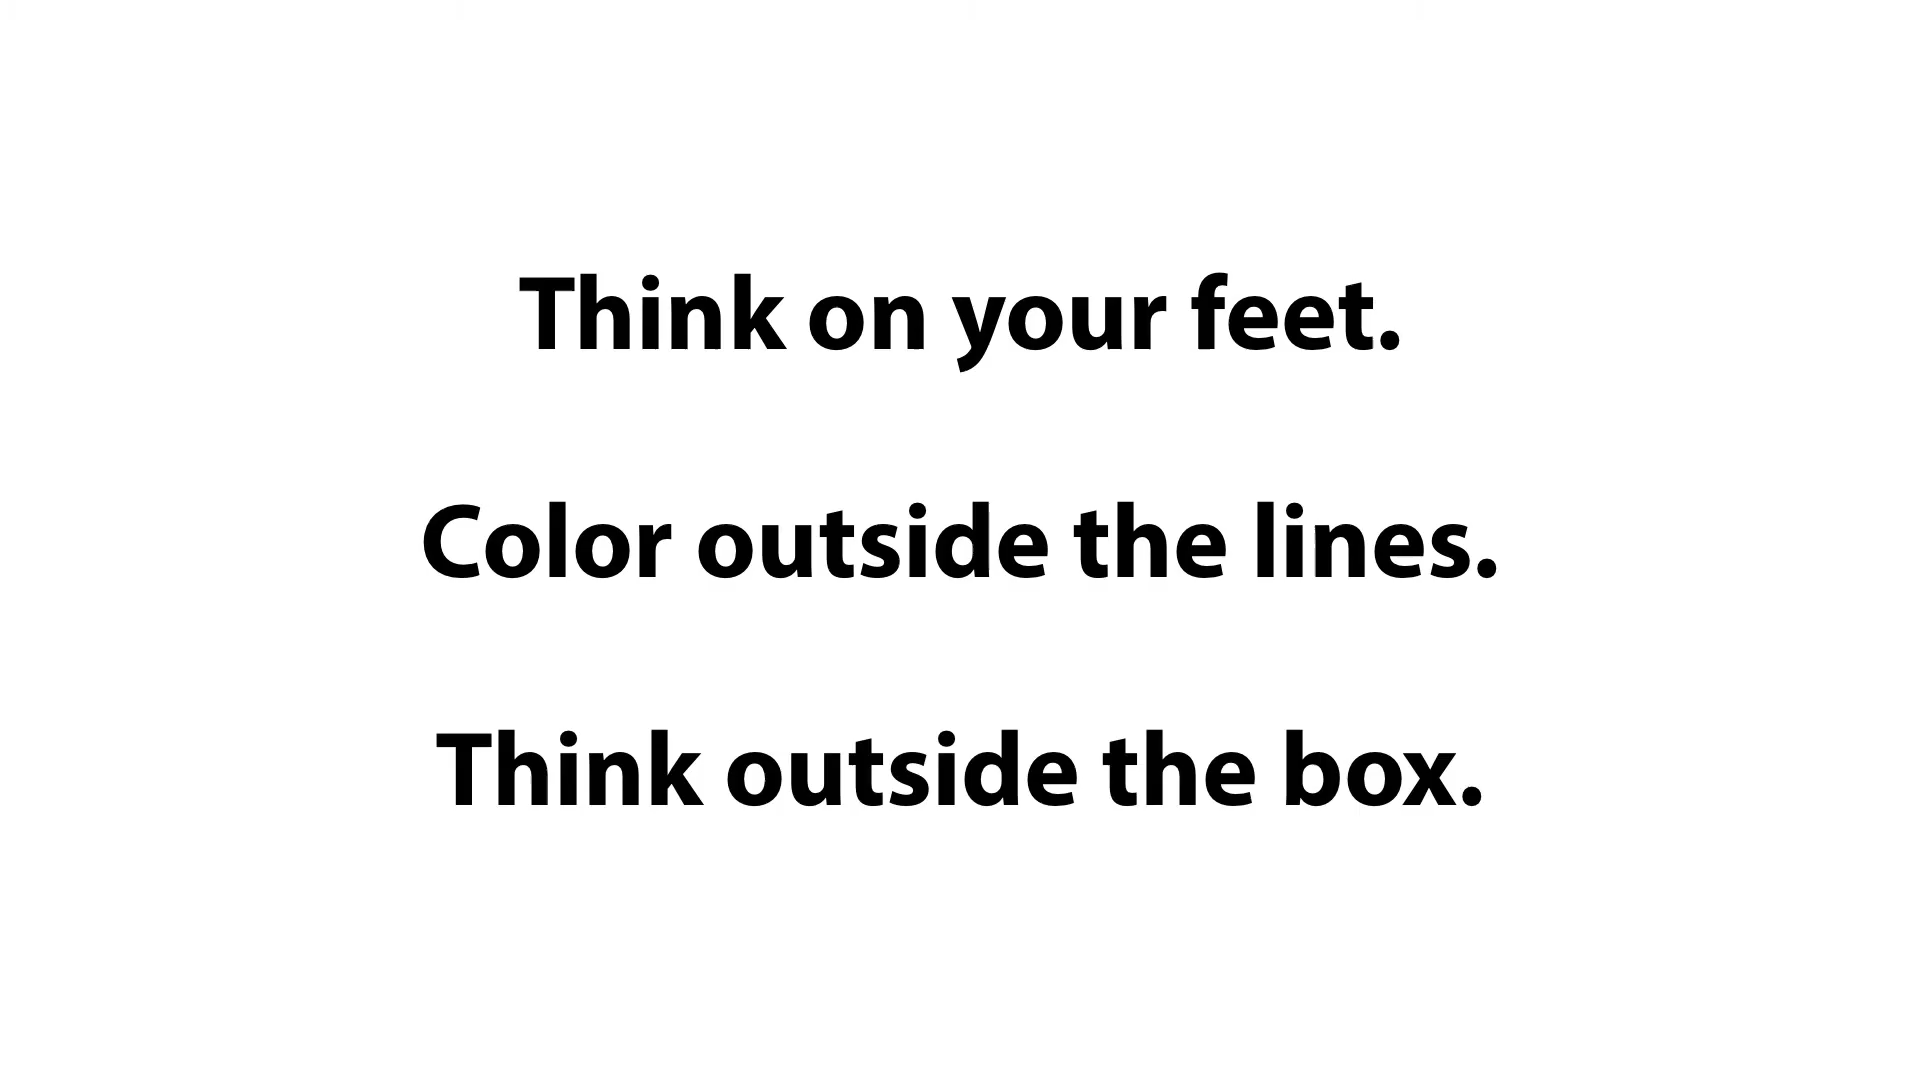 Think on your feet.
Color outside the lines.
Think outside the box.